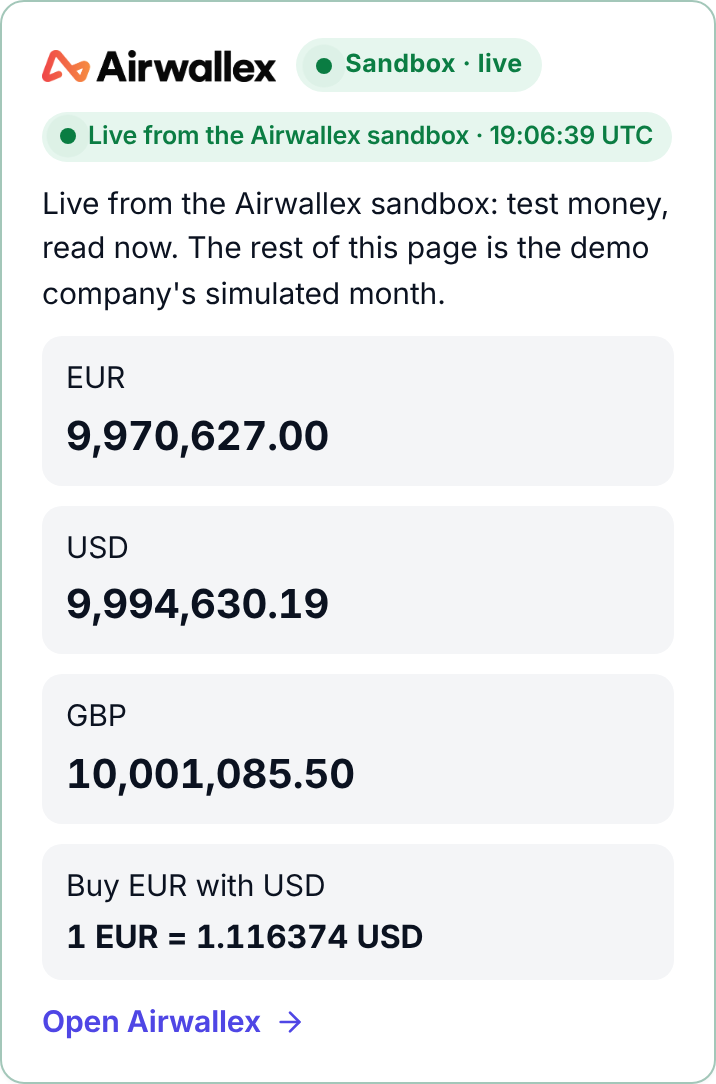 Airwallex
Sandbox · live
Live from the Airwallex sandbox · 19:06:39 UTC
Live from the Airwallex sandbox: test money,
read now. The rest of this page is the demo
company's simulated month.
EUR
9,970,627.00
USD
9,994,630.19
GBP
10,001,085.50
Buy EUR with USD
1 EUR = 1.116374 USD
Open Airwallex →